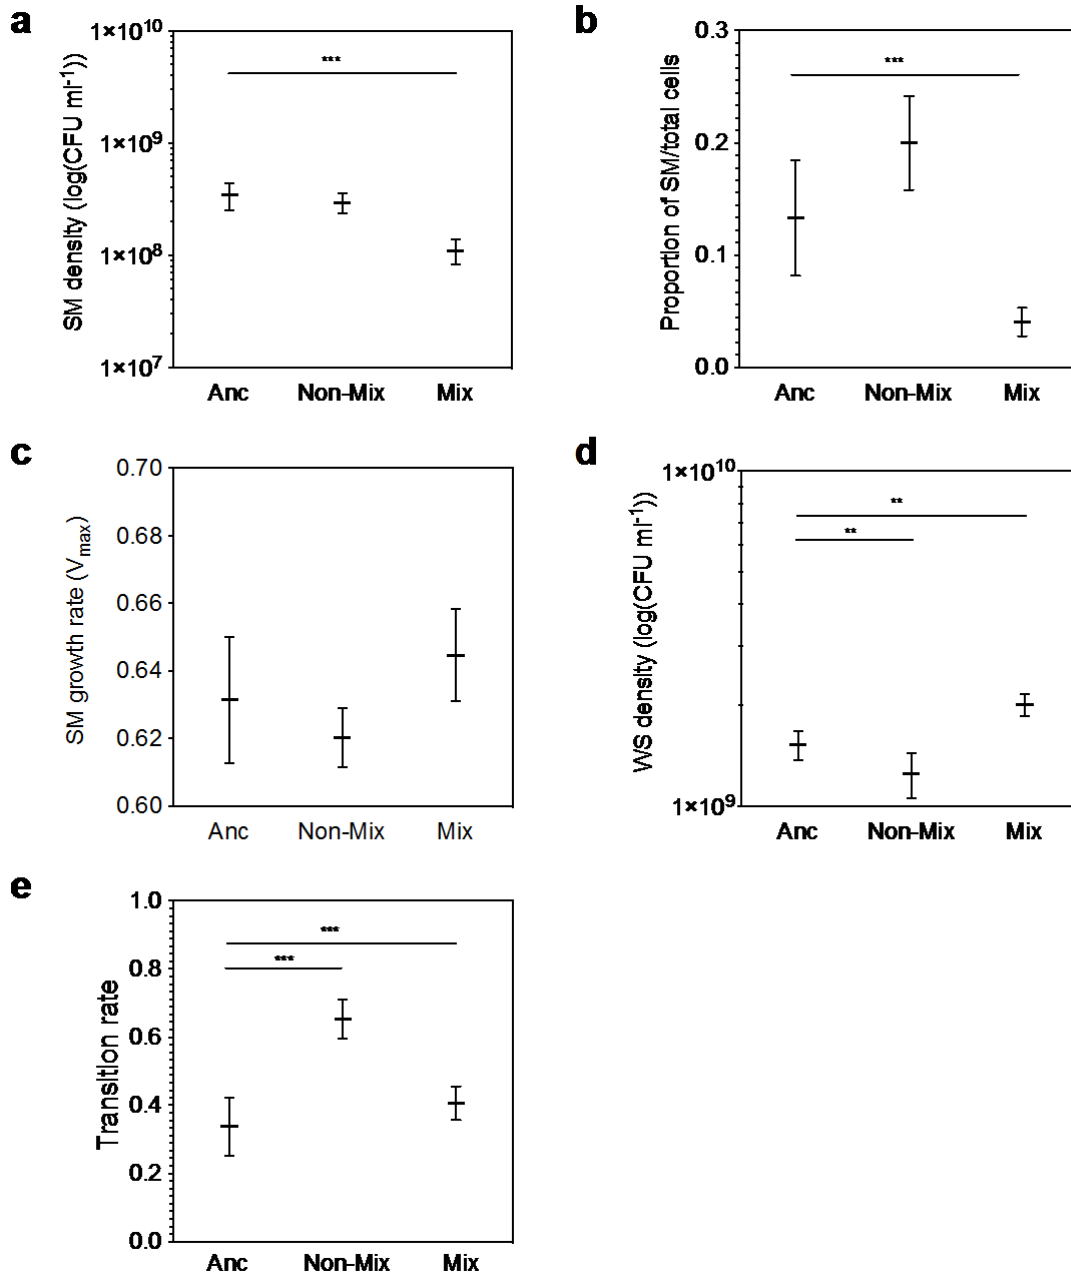 a
SM density (log(CFU ml-1))
1×1010
1×109
1×108
1×107
***
Anc Non-Mix Mix
b
Proportion of SM/total cells
0.3
0.2
0.1
0.0
***
Anc Non-Mix Mix
c
SM growth rate (Vmax)
0.70
0.68
0.66
0.64
0.62
0.60
Anc Non-Mix Mix
d
WS density (log(CFU ml-1))
1×1010
1×109
**
**
Anc Non-Mix Mix
e
Transition rate
1.0
0.8
0.6
0.4
0.2
0.0
***
***
Anc Non-Mix Mix